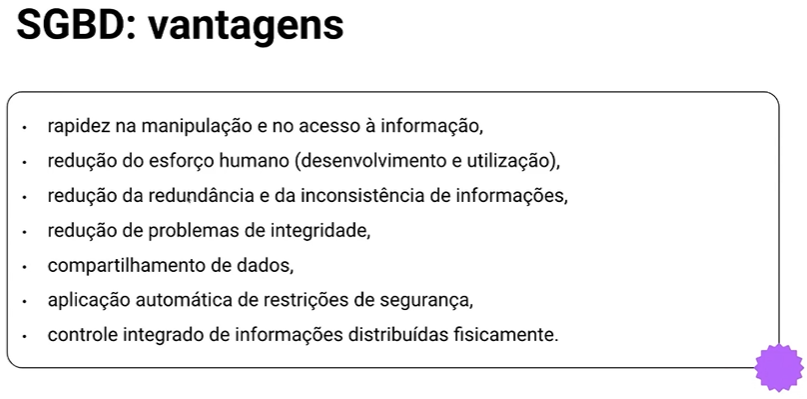 SGBD: vantagens
• rapidez na manipulação e no acesso à informação,
• redução do esforço humano (desenvolvimento e utilização),
• redução da redundância e da inconsistência de informações,
• redução de problemas de integridade,
• compartilhamento de dados,
• aplicação automática de restrições de segurança,
• controle integrado de informações distribuídas fisicamente.